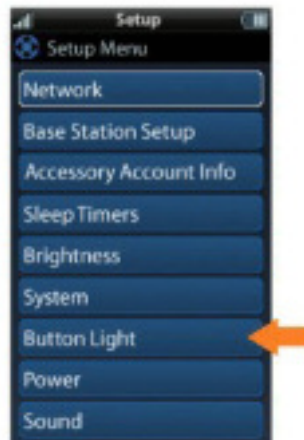 Setup
Setup Menu
Network
Base Station Setup
Accessory Account Info
Sleep Timers
Brightness
System
Button Light
Power
Sound